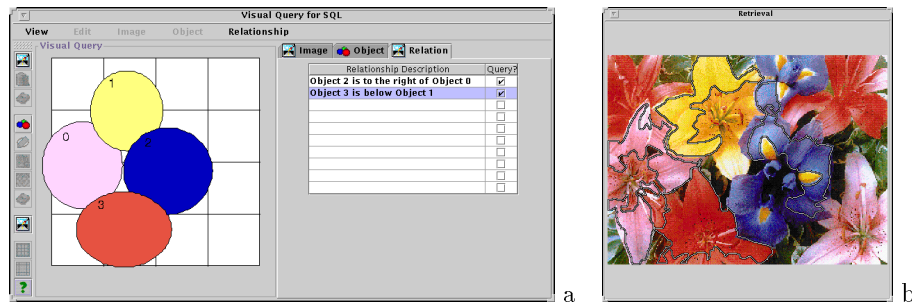 Visual Query for SQL
View Edit Image Object Relationship
Visual Query
Image Object Relation
Relationship Description Query?
Object 2 is to the right of Object 0
Object 3 is below Object 1
1
0
2
3
?
a
Retrieval
b